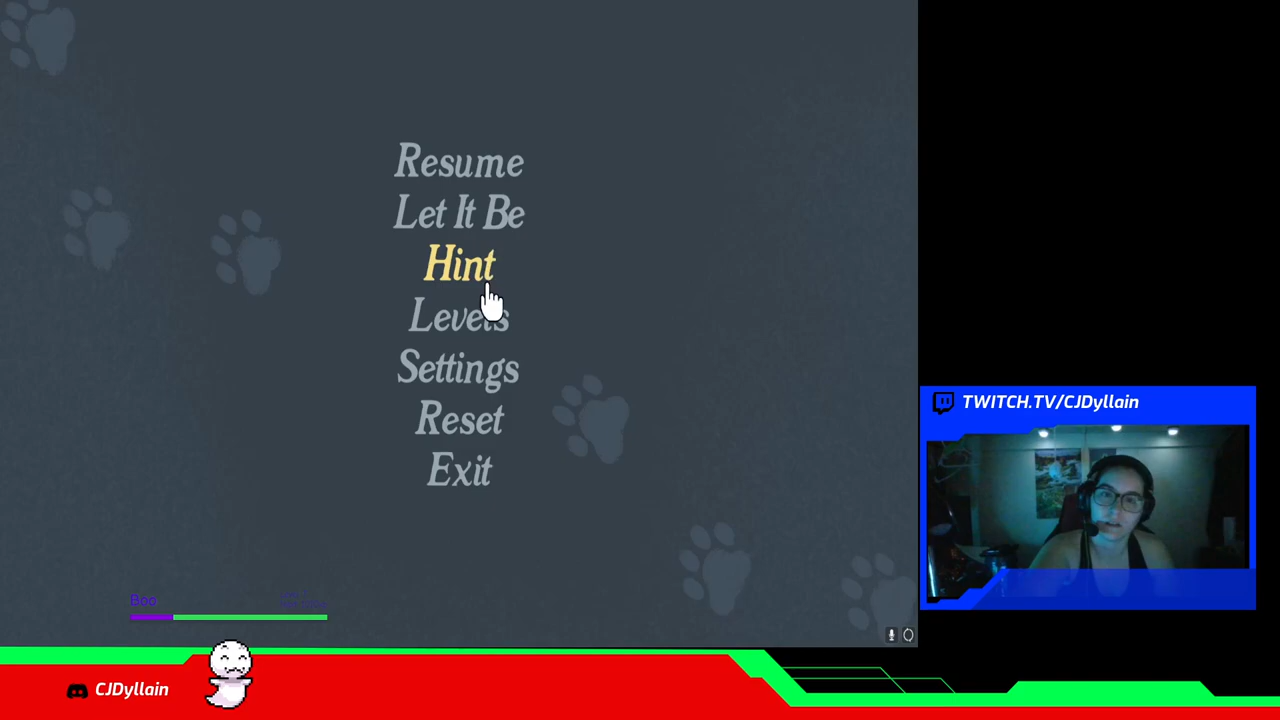 Resume
Let It Be
Hint
Levels
Settings
Reset
Exit
TWITCH.TV/CJDyllain
Boo
CJDyllain